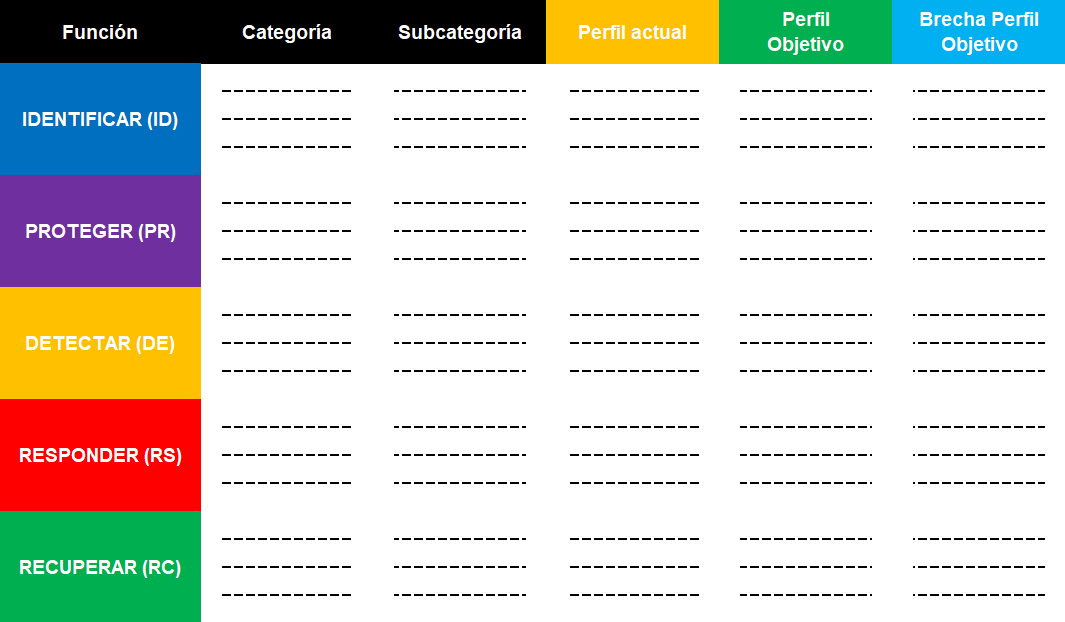 Función
Categoría
Subcategoría
Perfil actual
Perfil
Objetivo
Brecha Perfil
Objetivo
IDENTIFICAR (ID)
PROTEGER (PR)
DETECTAR (DE)
RESPONDER (RS)
RECUPERAR (RC)